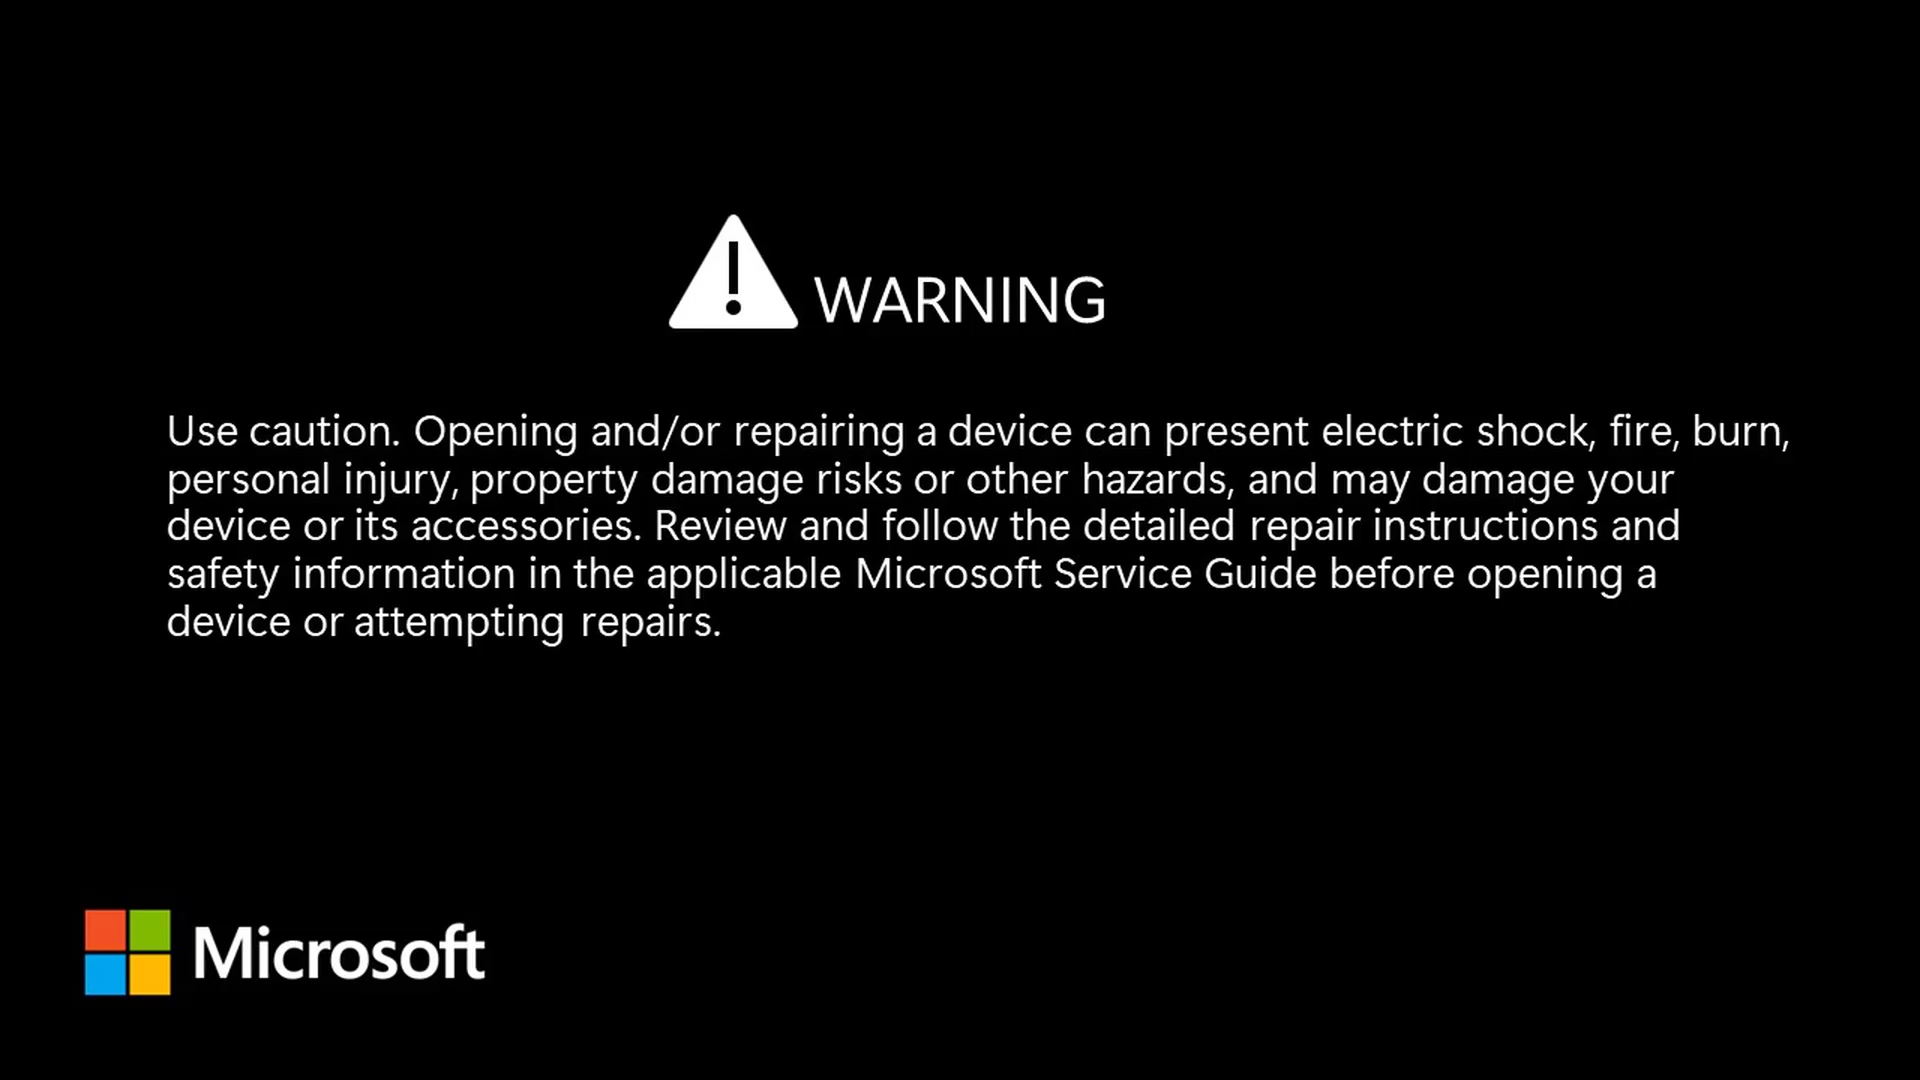 WARNING
Use caution. Opening and/or repairing a device can present electric shock, fire, burn,
personal injury, property damage risks or other hazards, and may damage your
device or its accessories. Review and follow the detailed repair instructions and
safety information in the applicable Microsoft Service Guide before opening a
device or attempting repairs.
Microsoft